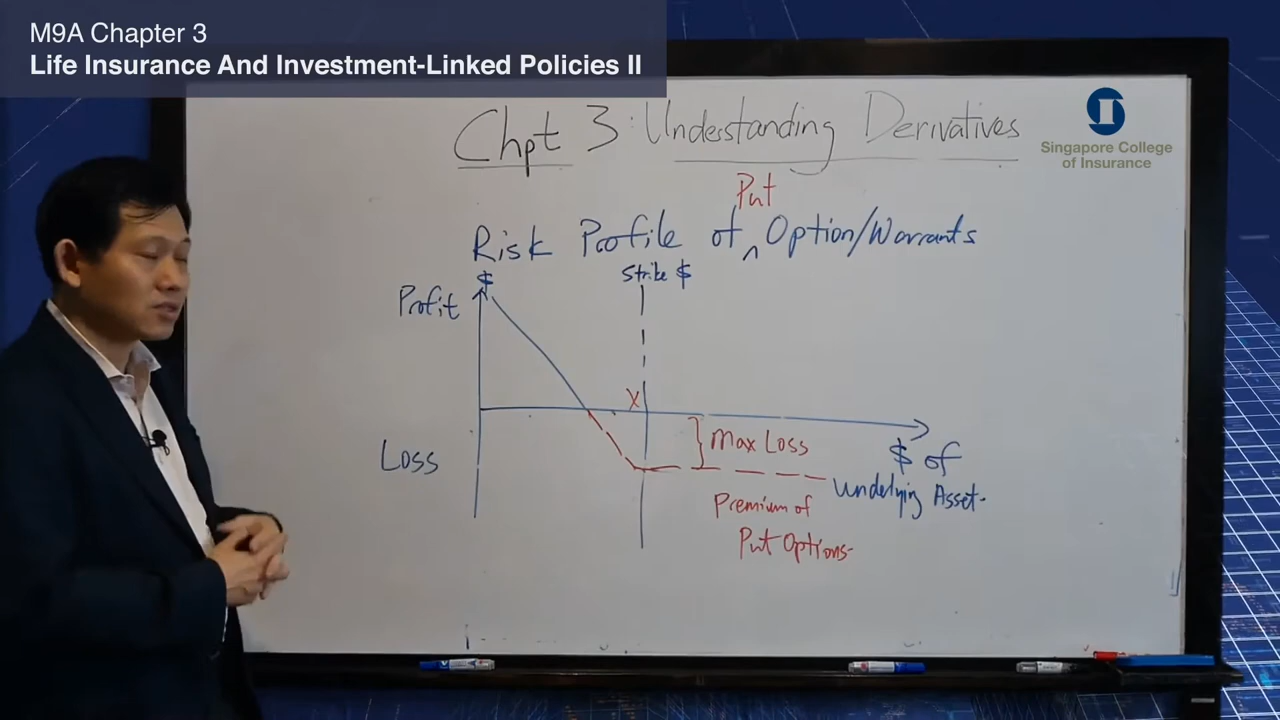 M9A Chapter 3
Life Insurance And Investment-Linked Policies II
Chpt 3: Understanding Derivatives
Singapore College
of Insurance
Put
Risk Profile of ^ Option/Warrants
$
Strike $
Profit
X
Max Loss
Loss
$ of
Underlying Asset.
Premium of
Put Options